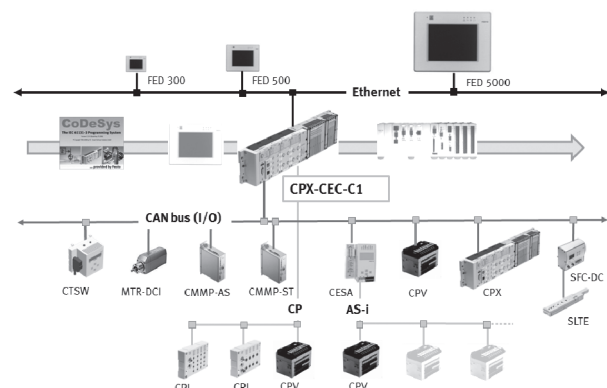 FED 300
FED 500
FED 5000
Ethernet
CoDeSys
CPX-CEC-C1
CAN bus (I/O)
CTSW
MTR-DCI
CMMP-AS
CMMP-ST
CESA
CPV
CPX
SFC-DC
SLTE
CP
AS-i
CPI
CPI
CPV
CPV